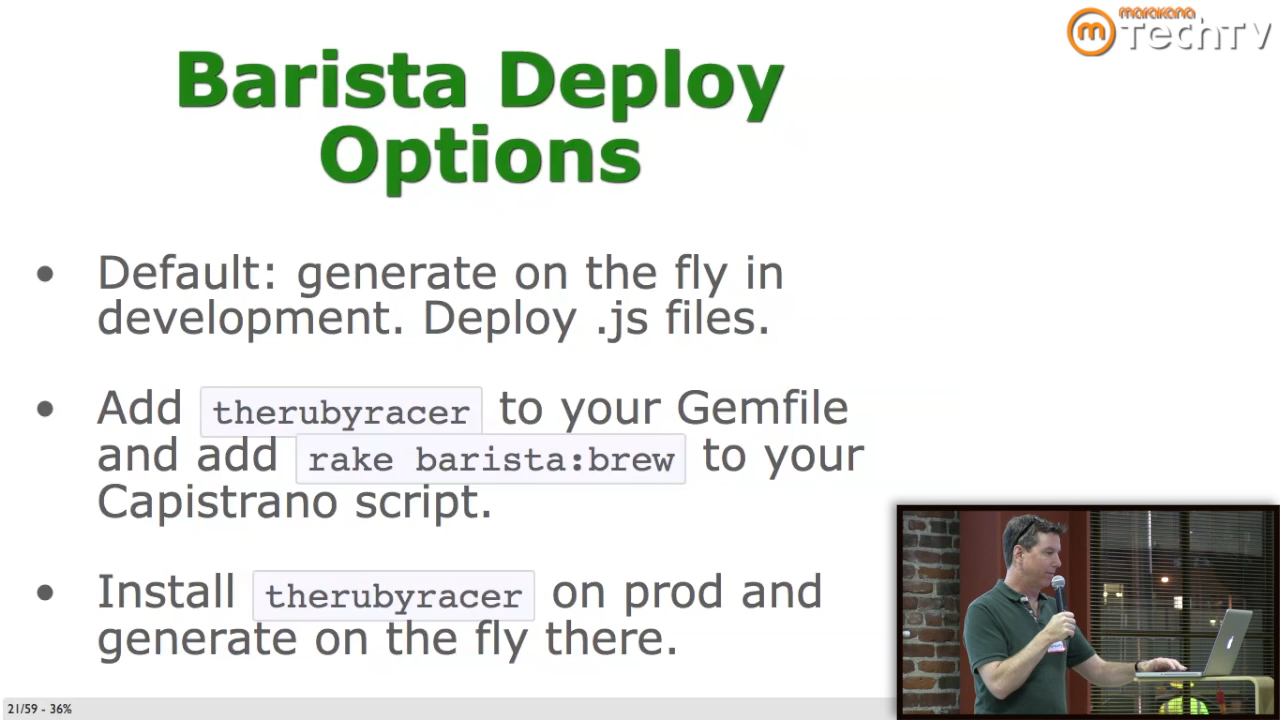 marakana
TechTV
Barista Deploy
Options
• Default: generate on the fly in
development. Deploy .js files.
• Add therubyracer to your Gemfile
and add rake barista:brew to your
Capistrano script.
• Install therubyracer on prod and
generate on the fly there.
21/59 - 36%